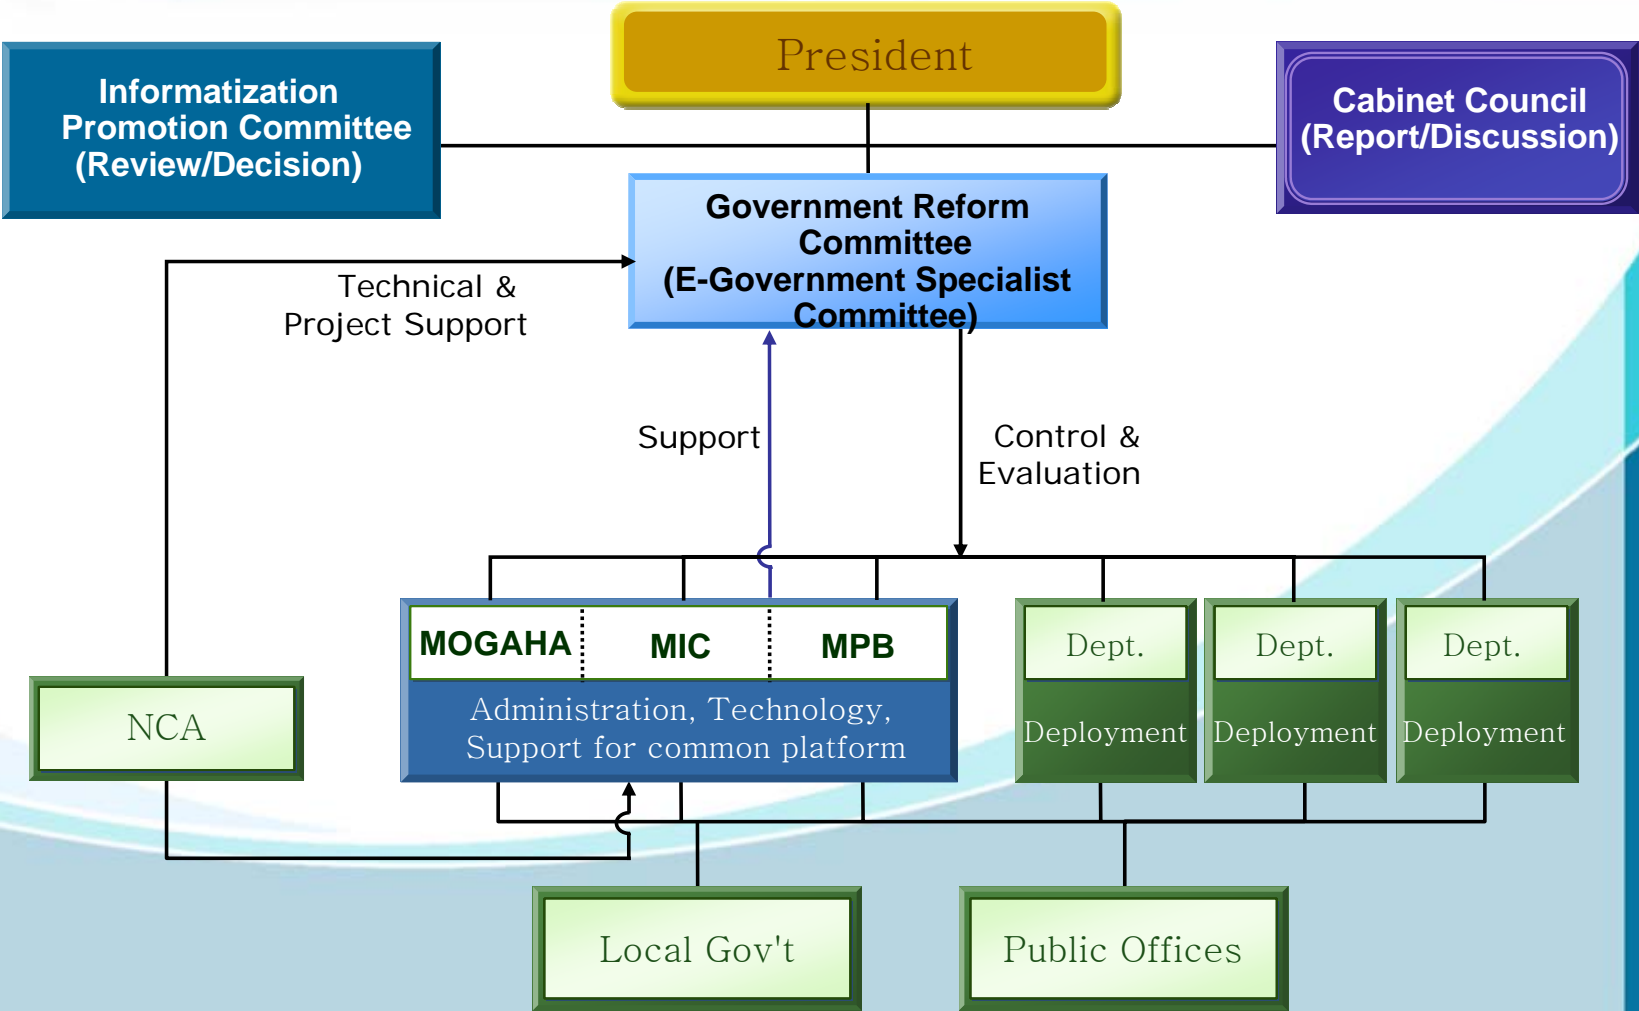 President
Informatization
Promotion Committee
(Review/Decision)
Cabinet Council
(Report/Discussion)
Government Reform
Committee
(E-Government Specialist
Committee)
Technical &
Project Support
Support
Control &
Evaluation
MOGAHA
MIC
MPB
Administration, Technology,
Support for common platform
Dept.
Deployment
Dept.
Deployment
Dept.
Deployment
NCA
Local Gov't
Public Offices